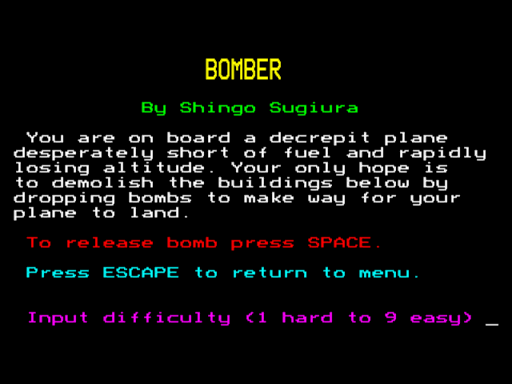 BOMBER
By Shingo Sugiura
You are on board a decrepit plane
desperately short of fuel and rapidly
losing altitude. Your only hope is
to demolish the buildings below by
dropping bombs to make way for your
plane to land.
To release bomb press SPACE.
Press ESCAPE to return to menu.
Input difficulty (1 hard to 9 easy) _